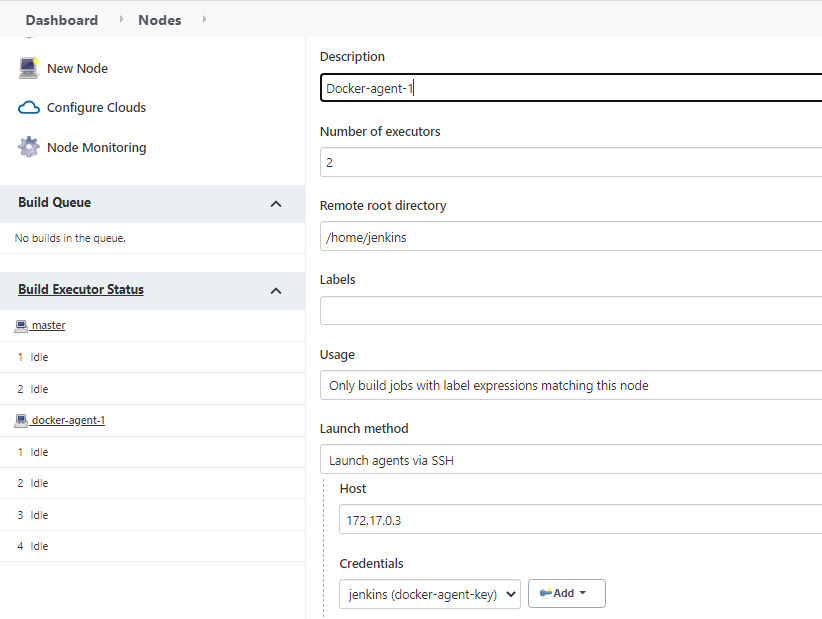 Dashboard Nodes
New Node
Configure Clouds
Node Monitoring
Build Queue
No builds in the queue.
Build Executor Status
master
1 Idle
2 Idle
docker-agent-1
1 Idle
2 Idle
3 Idle
4 Idle
Description
Docker-agent-1
Number of executors
2
Remote root directory
/home/jenkins
Labels
Usage
Only build jobs with label expressions matching this node
Launch method
Launch agents via SSH
Host
172.17.0.3
Credentials
jenkins (docker-agent-key) Add